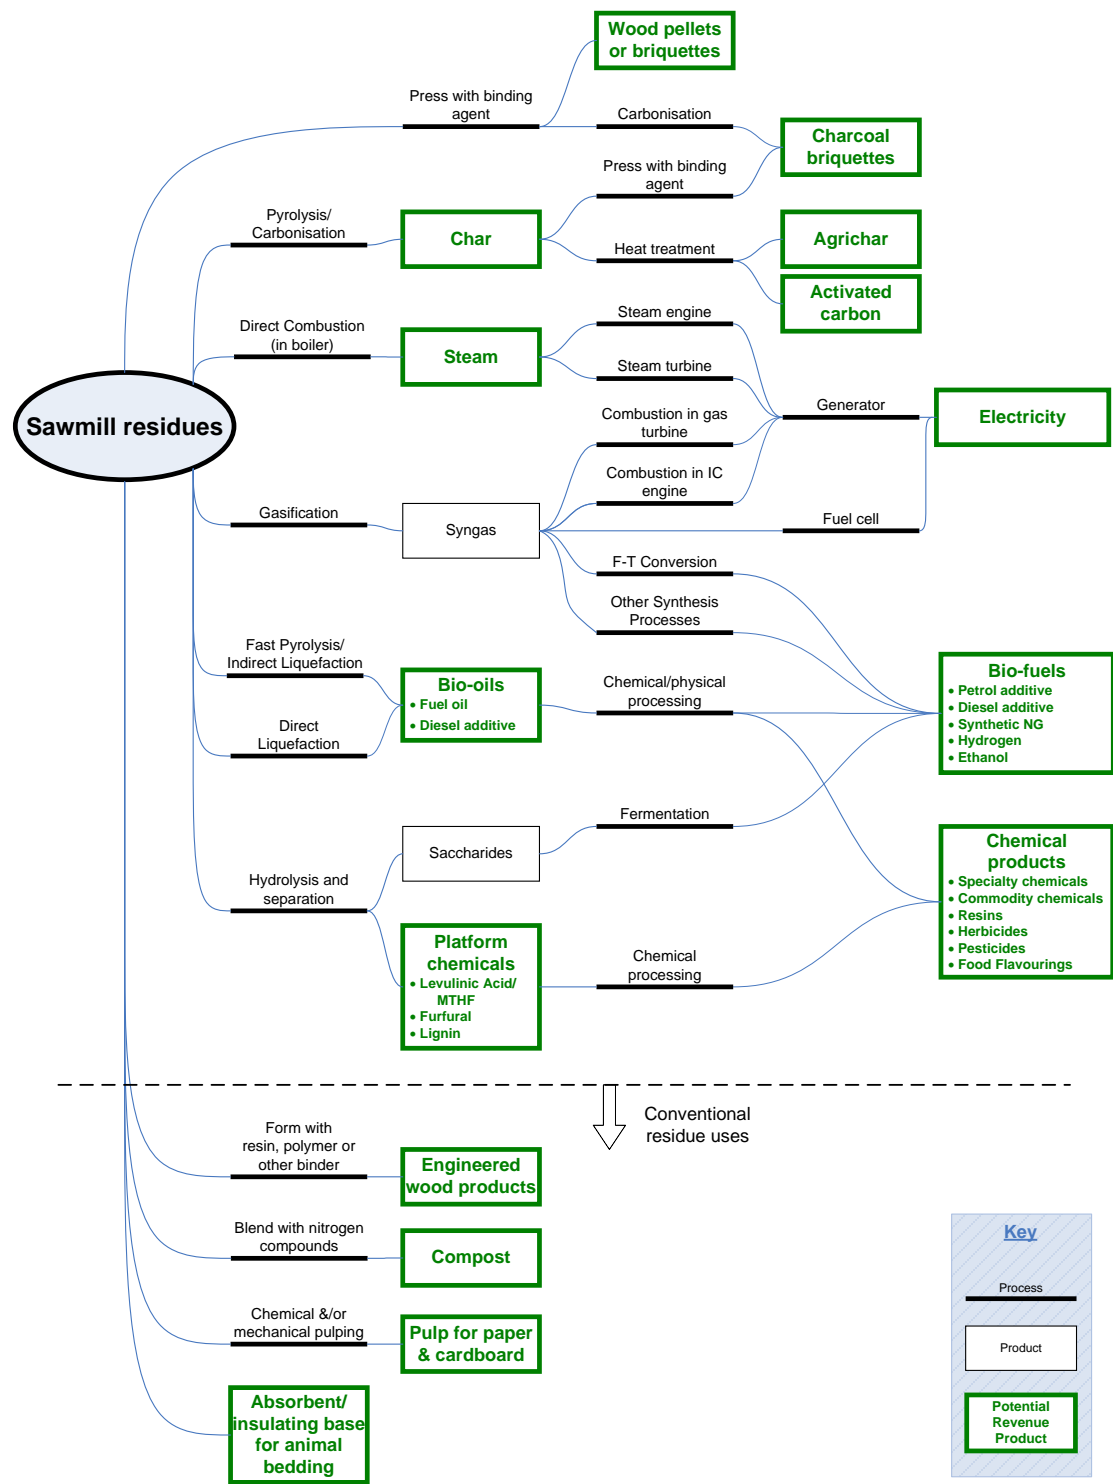 Wood pellets
or briquettes
Press with binding
agent
Carbonisation
Charcoal
briquettes
Press with binding
agent
Pyrolysis/
Carbonisation
Char
Heat treatment
Agrichar
Activated
carbon
Direct Combustion
(in boiler)
Steam
Steam engine
Steam turbine
Generator
Electricity
Sawmill residues
Combustion in gas
turbine
Combustion in IC
engine
Gasification
Syngas
Fuel cell
F-T Conversion
Other Synthesis
Processes
Fast Pyrolysis/
Indirect Liquefaction
Direct
Liquefaction
Bio-oils
• Fuel oil
• Diesel additive
Chemical/physical
processing
Bio-fuels
• Petrol additive
• Diesel additive
• Synthetic NG
• Hydrogen
• Ethanol
Fermentation
Saccharides
Hydrolysis and
separation
Chemical
products
• Specialty chemicals
• Commodity chemicals
• Resins
• Herbicides
• Pesticides
• Food Flavourings
Platform
chemicals
• Levulinic Acid/
MTHF
• Furfural
• Lignin
Chemical
processing
Conventional
residue uses
Form with
resin, polymer or
other binder
Engineered
wood products
Blend with nitrogen
compounds
Compost
Chemical &/or
mechanical pulping
Pulp for paper
& cardboard
Absorbent/
insulating base
for animal
bedding
Key
Process
Product
Potential
Revenue
Product